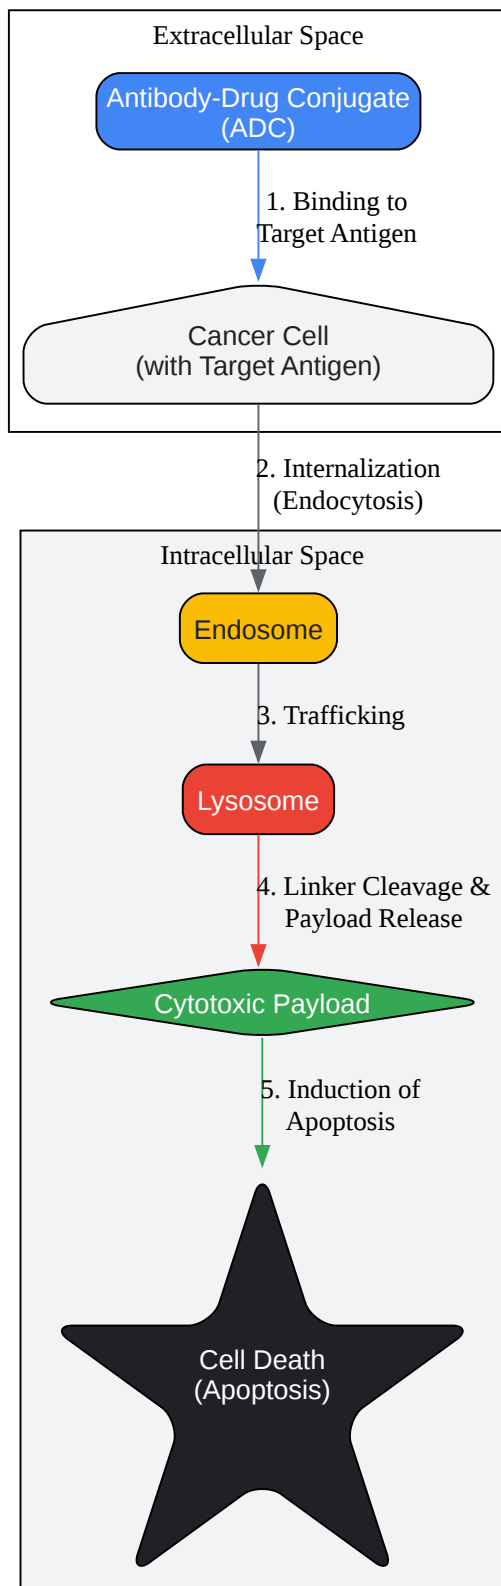 Extracellular Space
Antibody-Drug Conjugate
(ADC)
1. Binding to
Target Antigen
Cancer Cell
(with Target Antigen)
2. Internalization
(Endocytosis)
Intracellular Space
Endosome
3. Trafficking
Lysosome
4. Linker Cleavage &
Payload Release
Cytotoxic Payload
5. Induction of
Apoptosis
Cell Death
(Apoptosis)